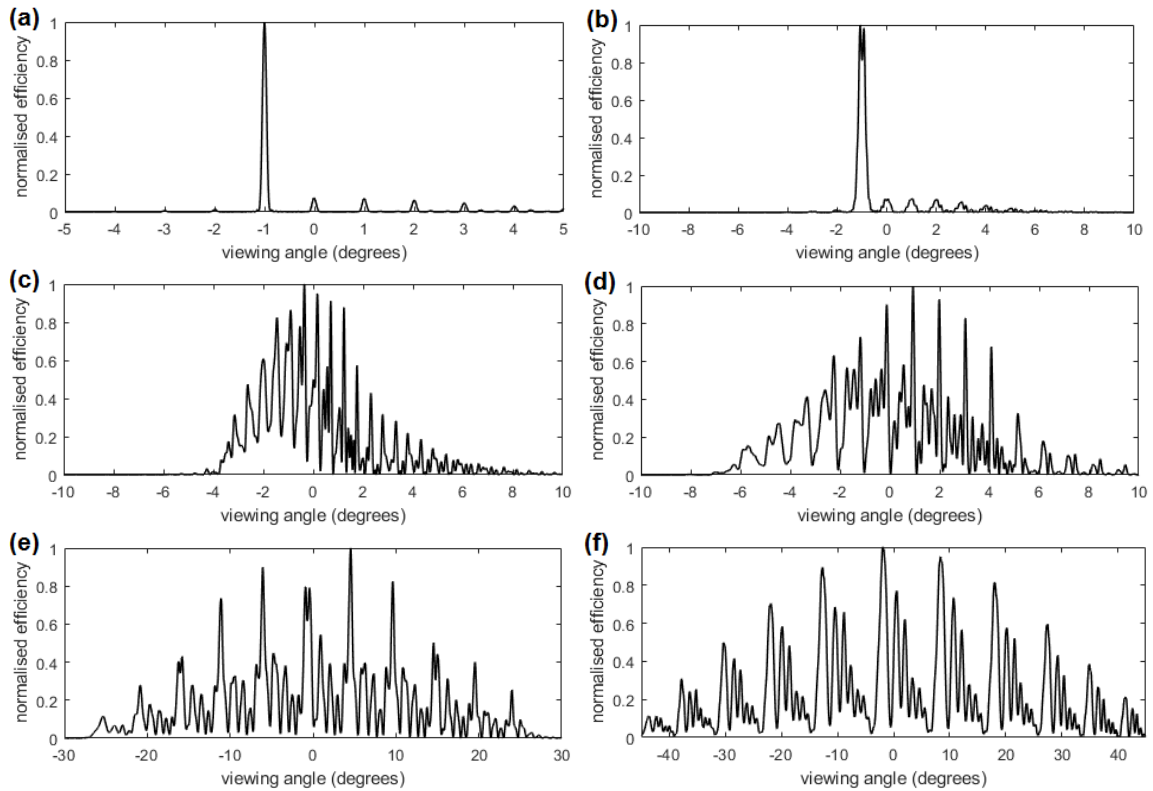 (a)
normalised efficiency
1
0.8
0.6
0.4
0.2
0
-5 -4 -3 -2 -1 0 1 2 3 4 5
viewing angle (degrees)
(b)
normalised efficiency
1
0.8
0.6
0.4
0.2
0
-10 -8 -6 -4 -2 0 2 4 6 8 10
viewing angle (degrees)
(c)
normalised efficiency
1
0.8
0.6
0.4
0.2
0
-10 -8 -6 -4 -2 0 2 4 6 8 10
viewing angle (degrees)
(d)
normalised efficiency
1
0.8
0.6
0.4
0.2
0
-10 -8 -6 -4 -2 0 2 4 6 8 10
viewing angle (degrees)
(e)
normalised efficiency
1
0.8
0.6
0.4
0.2
0
-30 -20 -10 0 10 20 30
viewing angle (degrees)
(f)
normalised efficiency
1
0.8
0.6
0.4
0.2
0
-40 -30 -20 -10 0 10 20 30 40
viewing angle (degrees)